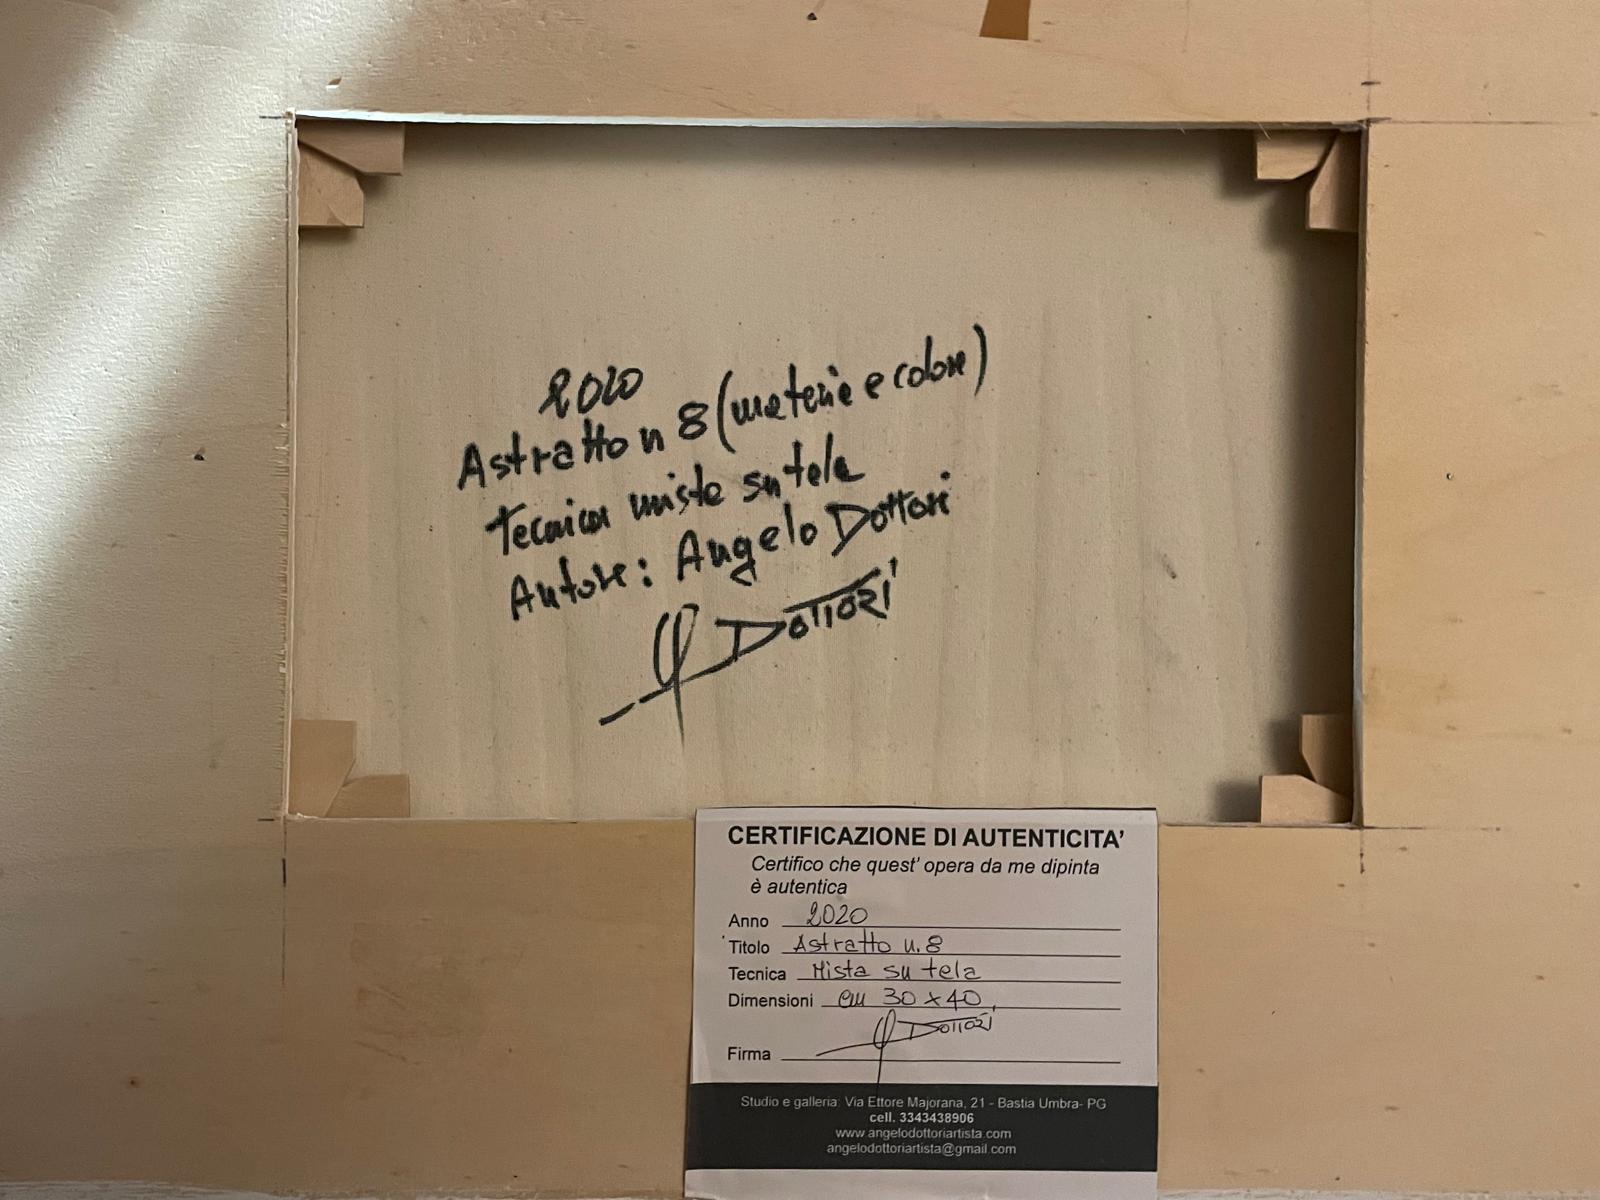 2020
Astratto n 8 (materie e colore)
Tecnica mista su tela
Autore: Angelo Dottori
Dottori
CERTIFICAZIONE DI AUTENTICITA'
Certifico che quest' opera da me dipinta
è autentica
Anno 2020
Titolo Astratto n. 8
Tecnica Mista su tela
Dimensioni cm 30 x 40
Dottori
Firma
Studio e galleria: Via Ettore Majorana, 21 - Bastia Umbra- PG
cell. 3343438906
www.angelodottoriartista.com
angelodottoriartista@gmail.com